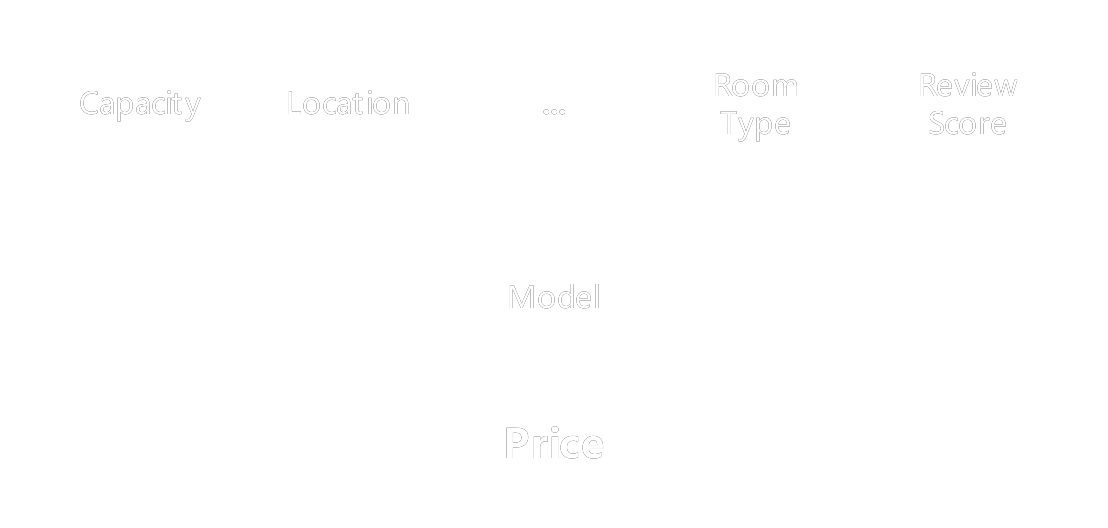 Capacity
Location
...
Room
Type
Review
Score
Model
Price